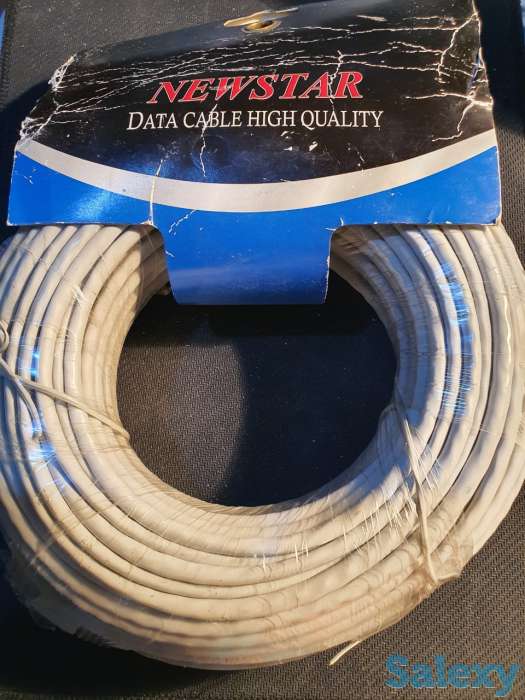 NEWSTAR
DATA CABLE HIGH QUALITY
Salexy